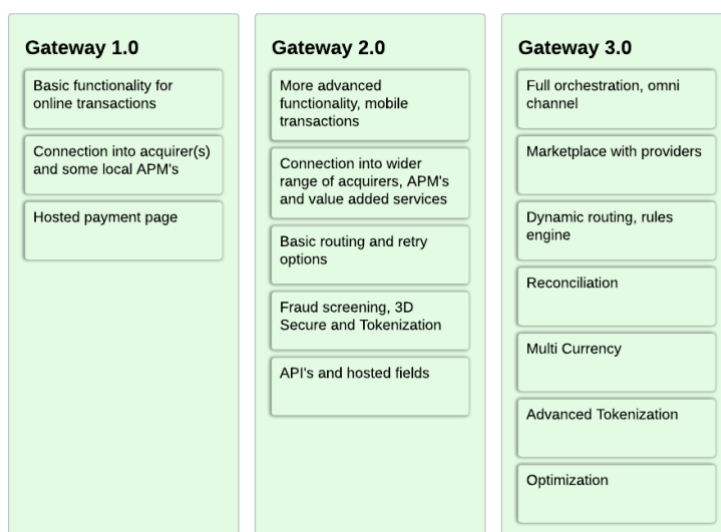 Gateway 1.0
Basic functionality for
online transactions
Connection into acquirer(s)
and some local APM's
Hosted payment page
Gateway 2.0
More advanced
functionality, mobile
transactions
Connection into wider
range of acquirers, APM's
and value added services
Basic routing and retry
options
Fraud screening, 3D
Secure and Tokenization
API's and hosted fields
Gateway 3.0
Full orchestration, omni
channel
Marketplace with providers
Dynamic routing, rules
engine
Reconciliation
Multi Currency
Advanced Tokenization
Optimization